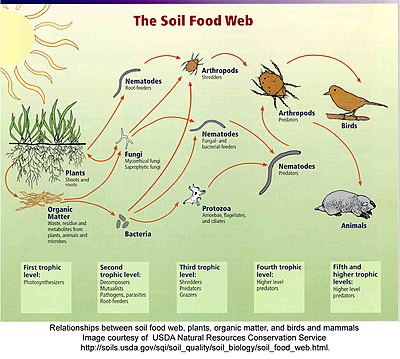 The Soil Food Web
Nematodes
Root-feeders
Arthropods
Shredders
Arthropods
Predators
Birds
Plants
Shoots and
roots
Fungi
Mycorrhizal fungi
Saprophytic fungi
Nematodes
Fungal- and
bacterial-feeders
Nematodes
Predators
Organic
Matter
Waste, residue and
metabolites from
plants, animals and
microbes.
Bacteria
Protozoa
Amoebae, flagellates,
and ciliates
Animals
First trophic
level:
Photosynthesizers
Second
trophic level:
Decomposers
Mutualists
Pathogens, parasites
Root-feeders
Third trophic
level:
Shredders
Predators
Grazers
Fourth trophic
level:
Higher level
predators
Fifth and
higher trophic
levels:
Higher level
predators
Relationships between soil food web, plants, organic matter, and birds and mammals
Image courtesy of USDA Natural Resources Conservation Service
http://soils.usda.gov/sqi/soil_quality/soil_biology/soil_food_web.html.